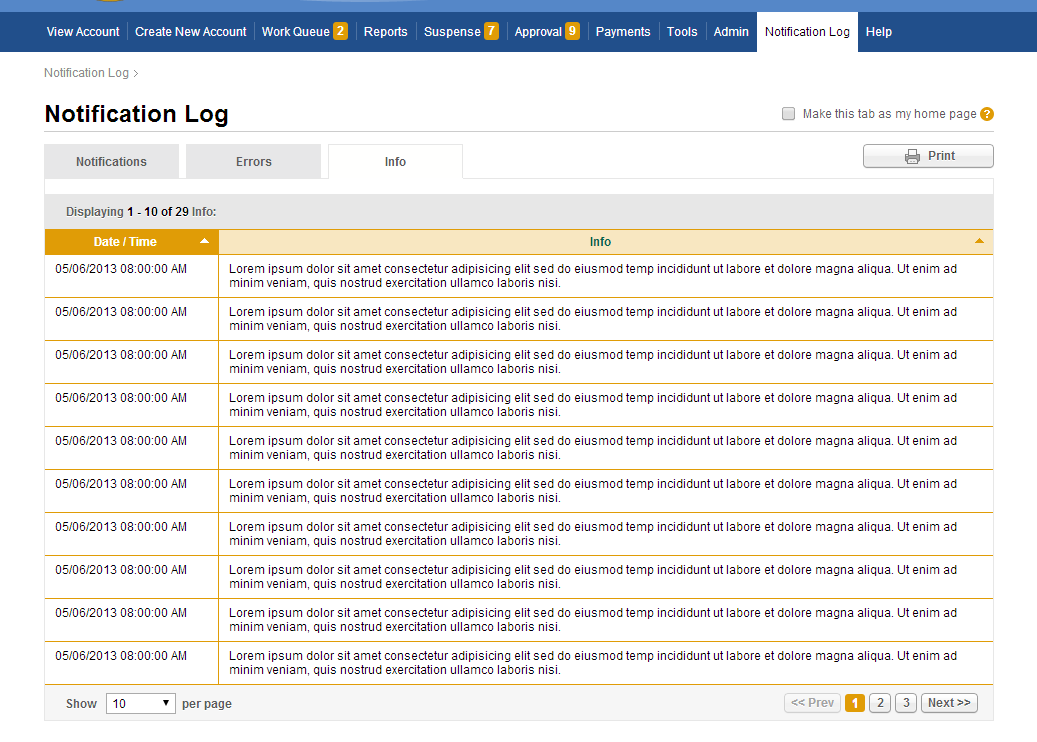 View Account Create New Account Work Queue 2 Reports Suspense 7 Approval 9 Payments Tools Admin Notification Log Help
Notification Log >
Notification Log
Make this tab as my home page ?
Notifications Errors Info Print
Displaying 1 - 10 of 29 Info:
Date / Time Info
05/06/2013 08:00:00 AM Lorem ipsum dolor sit amet consectetur adipisicing elit sed do eiusmod temp incididunt ut labore et dolore magna aliqua. Ut enim ad
minim veniam, quis nostrud exercitation ullamco laboris nisi.
05/06/2013 08:00:00 AM Lorem ipsum dolor sit amet consectetur adipisicing elit sed do eiusmod temp incididunt ut labore et dolore magna aliqua. Ut enim ad
minim veniam, quis nostrud exercitation ullamco laboris nisi.
05/06/2013 08:00:00 AM Lorem ipsum dolor sit amet consectetur adipisicing elit sed do eiusmod temp incididunt ut labore et dolore magna aliqua. Ut enim ad
minim veniam, quis nostrud exercitation ullamco laboris nisi.
05/06/2013 08:00:00 AM Lorem ipsum dolor sit amet consectetur adipisicing elit sed do eiusmod temp incididunt ut labore et dolore magna aliqua. Ut enim ad
minim veniam, quis nostrud exercitation ullamco laboris nisi.
05/06/2013 08:00:00 AM Lorem ipsum dolor sit amet consectetur adipisicing elit sed do eiusmod temp incididunt ut labore et dolore magna aliqua. Ut enim ad
minim veniam, quis nostrud exercitation ullamco laboris nisi.
05/06/2013 08:00:00 AM Lorem ipsum dolor sit amet consectetur adipisicing elit sed do eiusmod temp incididunt ut labore et dolore magna aliqua. Ut enim ad
minim veniam, quis nostrud exercitation ullamco laboris nisi.
05/06/2013 08:00:00 AM Lorem ipsum dolor sit amet consectetur adipisicing elit sed do eiusmod temp incididunt ut labore et dolore magna aliqua. Ut enim ad
minim veniam, quis nostrud exercitation ullamco laboris nisi.
05/06/2013 08:00:00 AM Lorem ipsum dolor sit amet consectetur adipisicing elit sed do eiusmod temp incididunt ut labore et dolore magna aliqua. Ut enim ad
minim veniam, quis nostrud exercitation ullamco laboris nisi.
05/06/2013 08:00:00 AM Lorem ipsum dolor sit amet consectetur adipisicing elit sed do eiusmod temp incididunt ut labore et dolore magna aliqua. Ut enim ad
minim veniam, quis nostrud exercitation ullamco laboris nisi.
05/06/2013 08:00:00 AM Lorem ipsum dolor sit amet consectetur adipisicing elit sed do eiusmod temp incididunt ut labore et dolore magna aliqua. Ut enim ad
minim veniam, quis nostrud exercitation ullamco laboris nisi.
Show 10 per page << Prev 1 2 3 Next >>